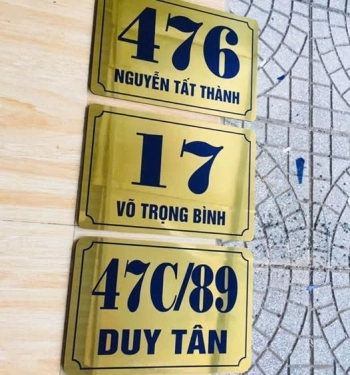 476
NGUYỄN TẤT THÀNH
17
VÕ TRỌNG BÌNH
47C/89
DUY TÂN